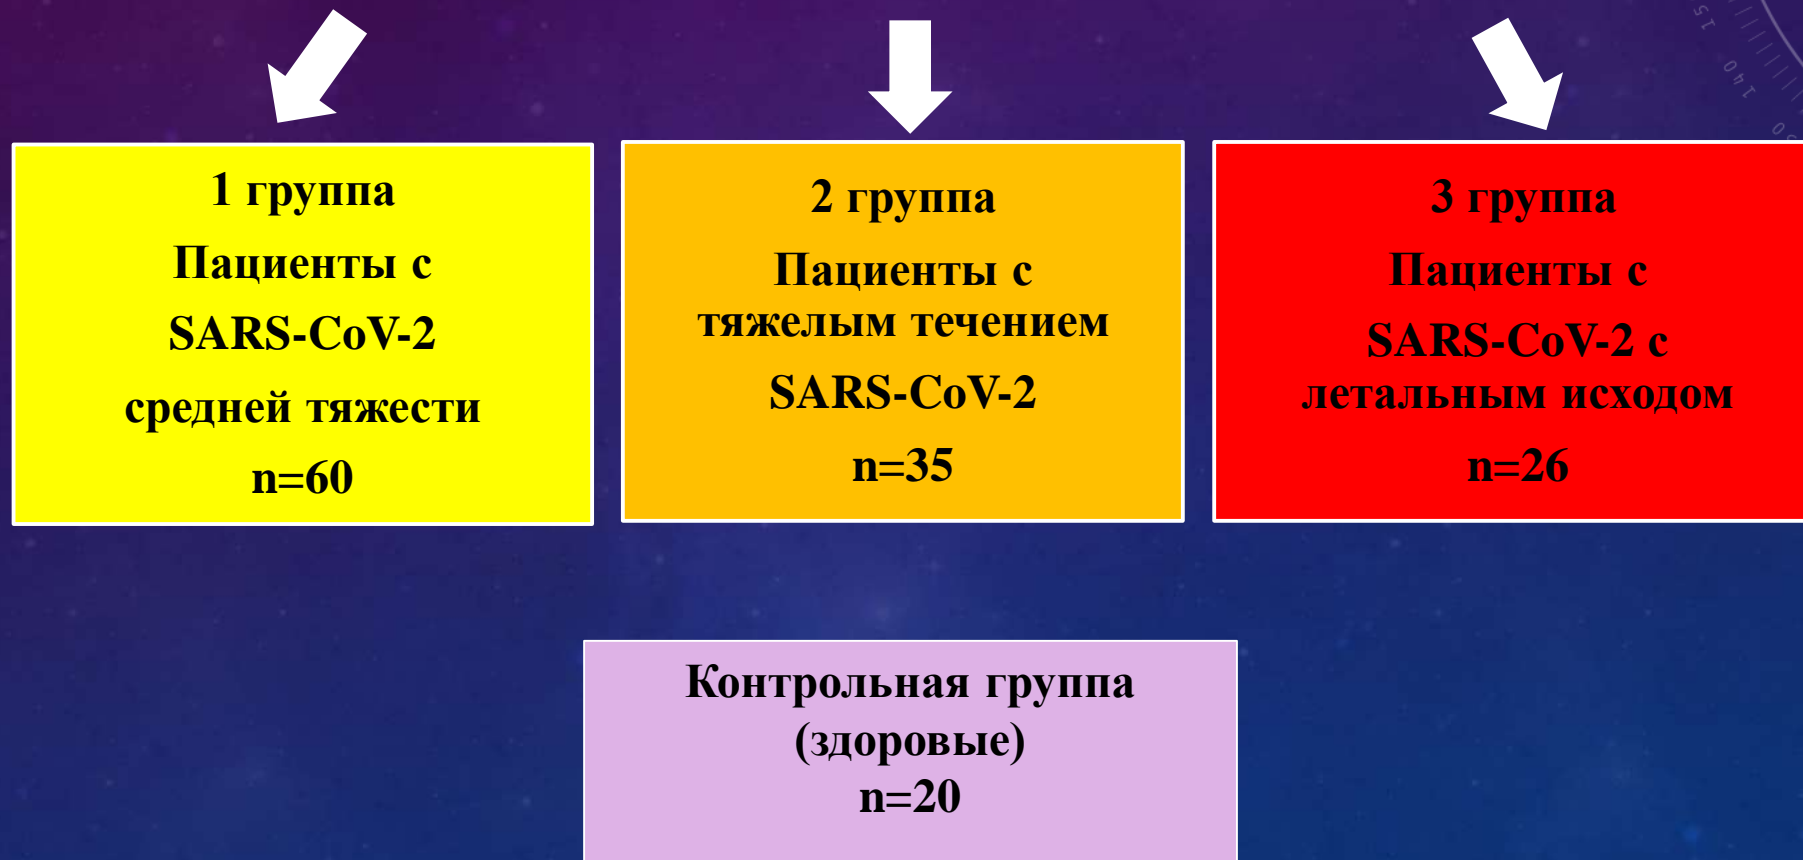 1 группа
Пациенты с
SARS-CoV-2
средней тяжести
n=60
2 группа
Пациенты с
тяжелым течением
SARS-CoV-2
n=35
3 группа
Пациенты с
SARS-CoV-2 с
летальным исходом
n=26
Контрольная группа
(здоровые)
n=20
140